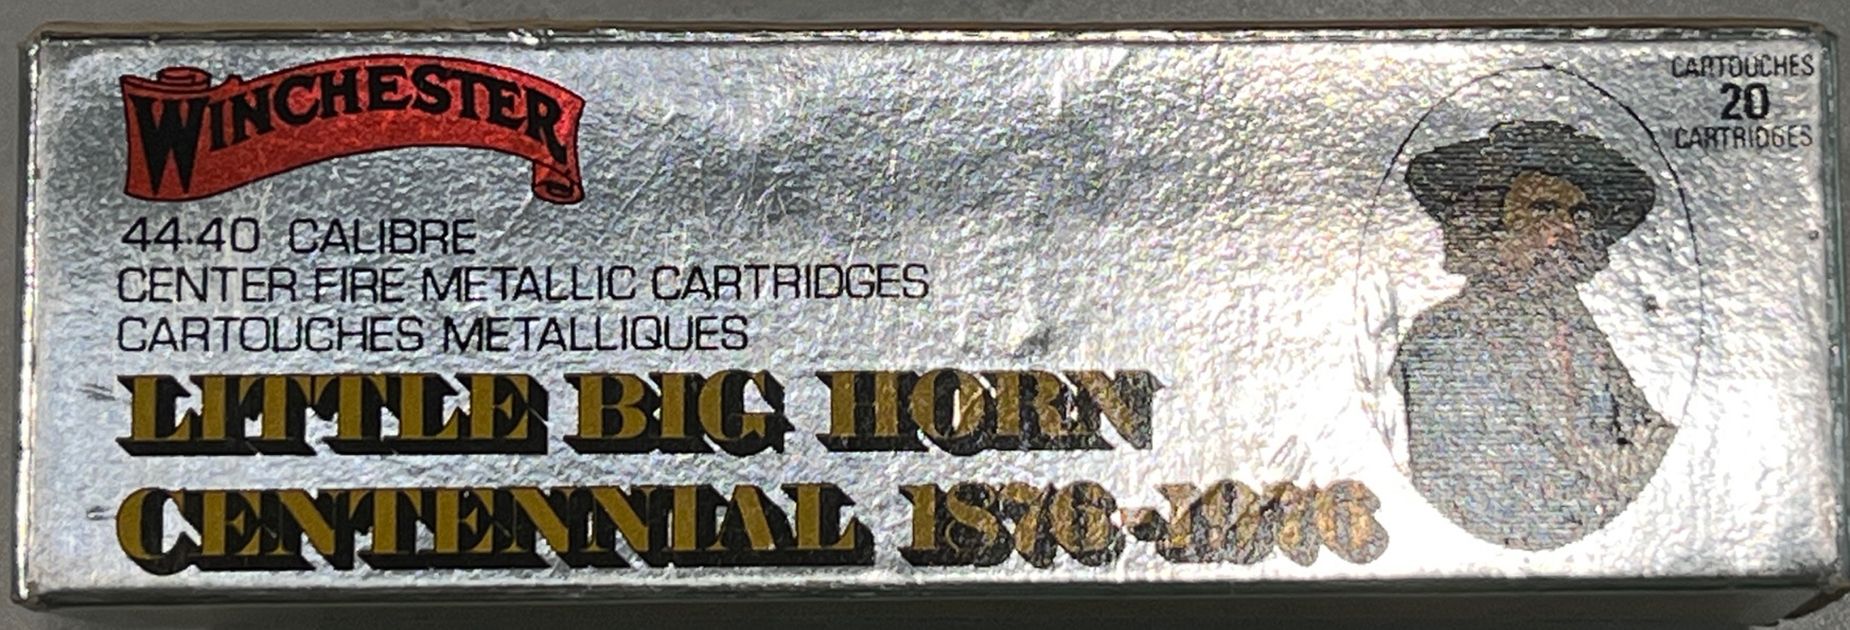 WINCHESTER
44-40 CALIBRE
CENTER FIRE METALLIC CARTRIDGES
CARTOUCHES METALLIQUES
LITTLE BIG HORN
CENTENNIAL 1876-1976
CARTOUCHES
20
CARTRIDGES